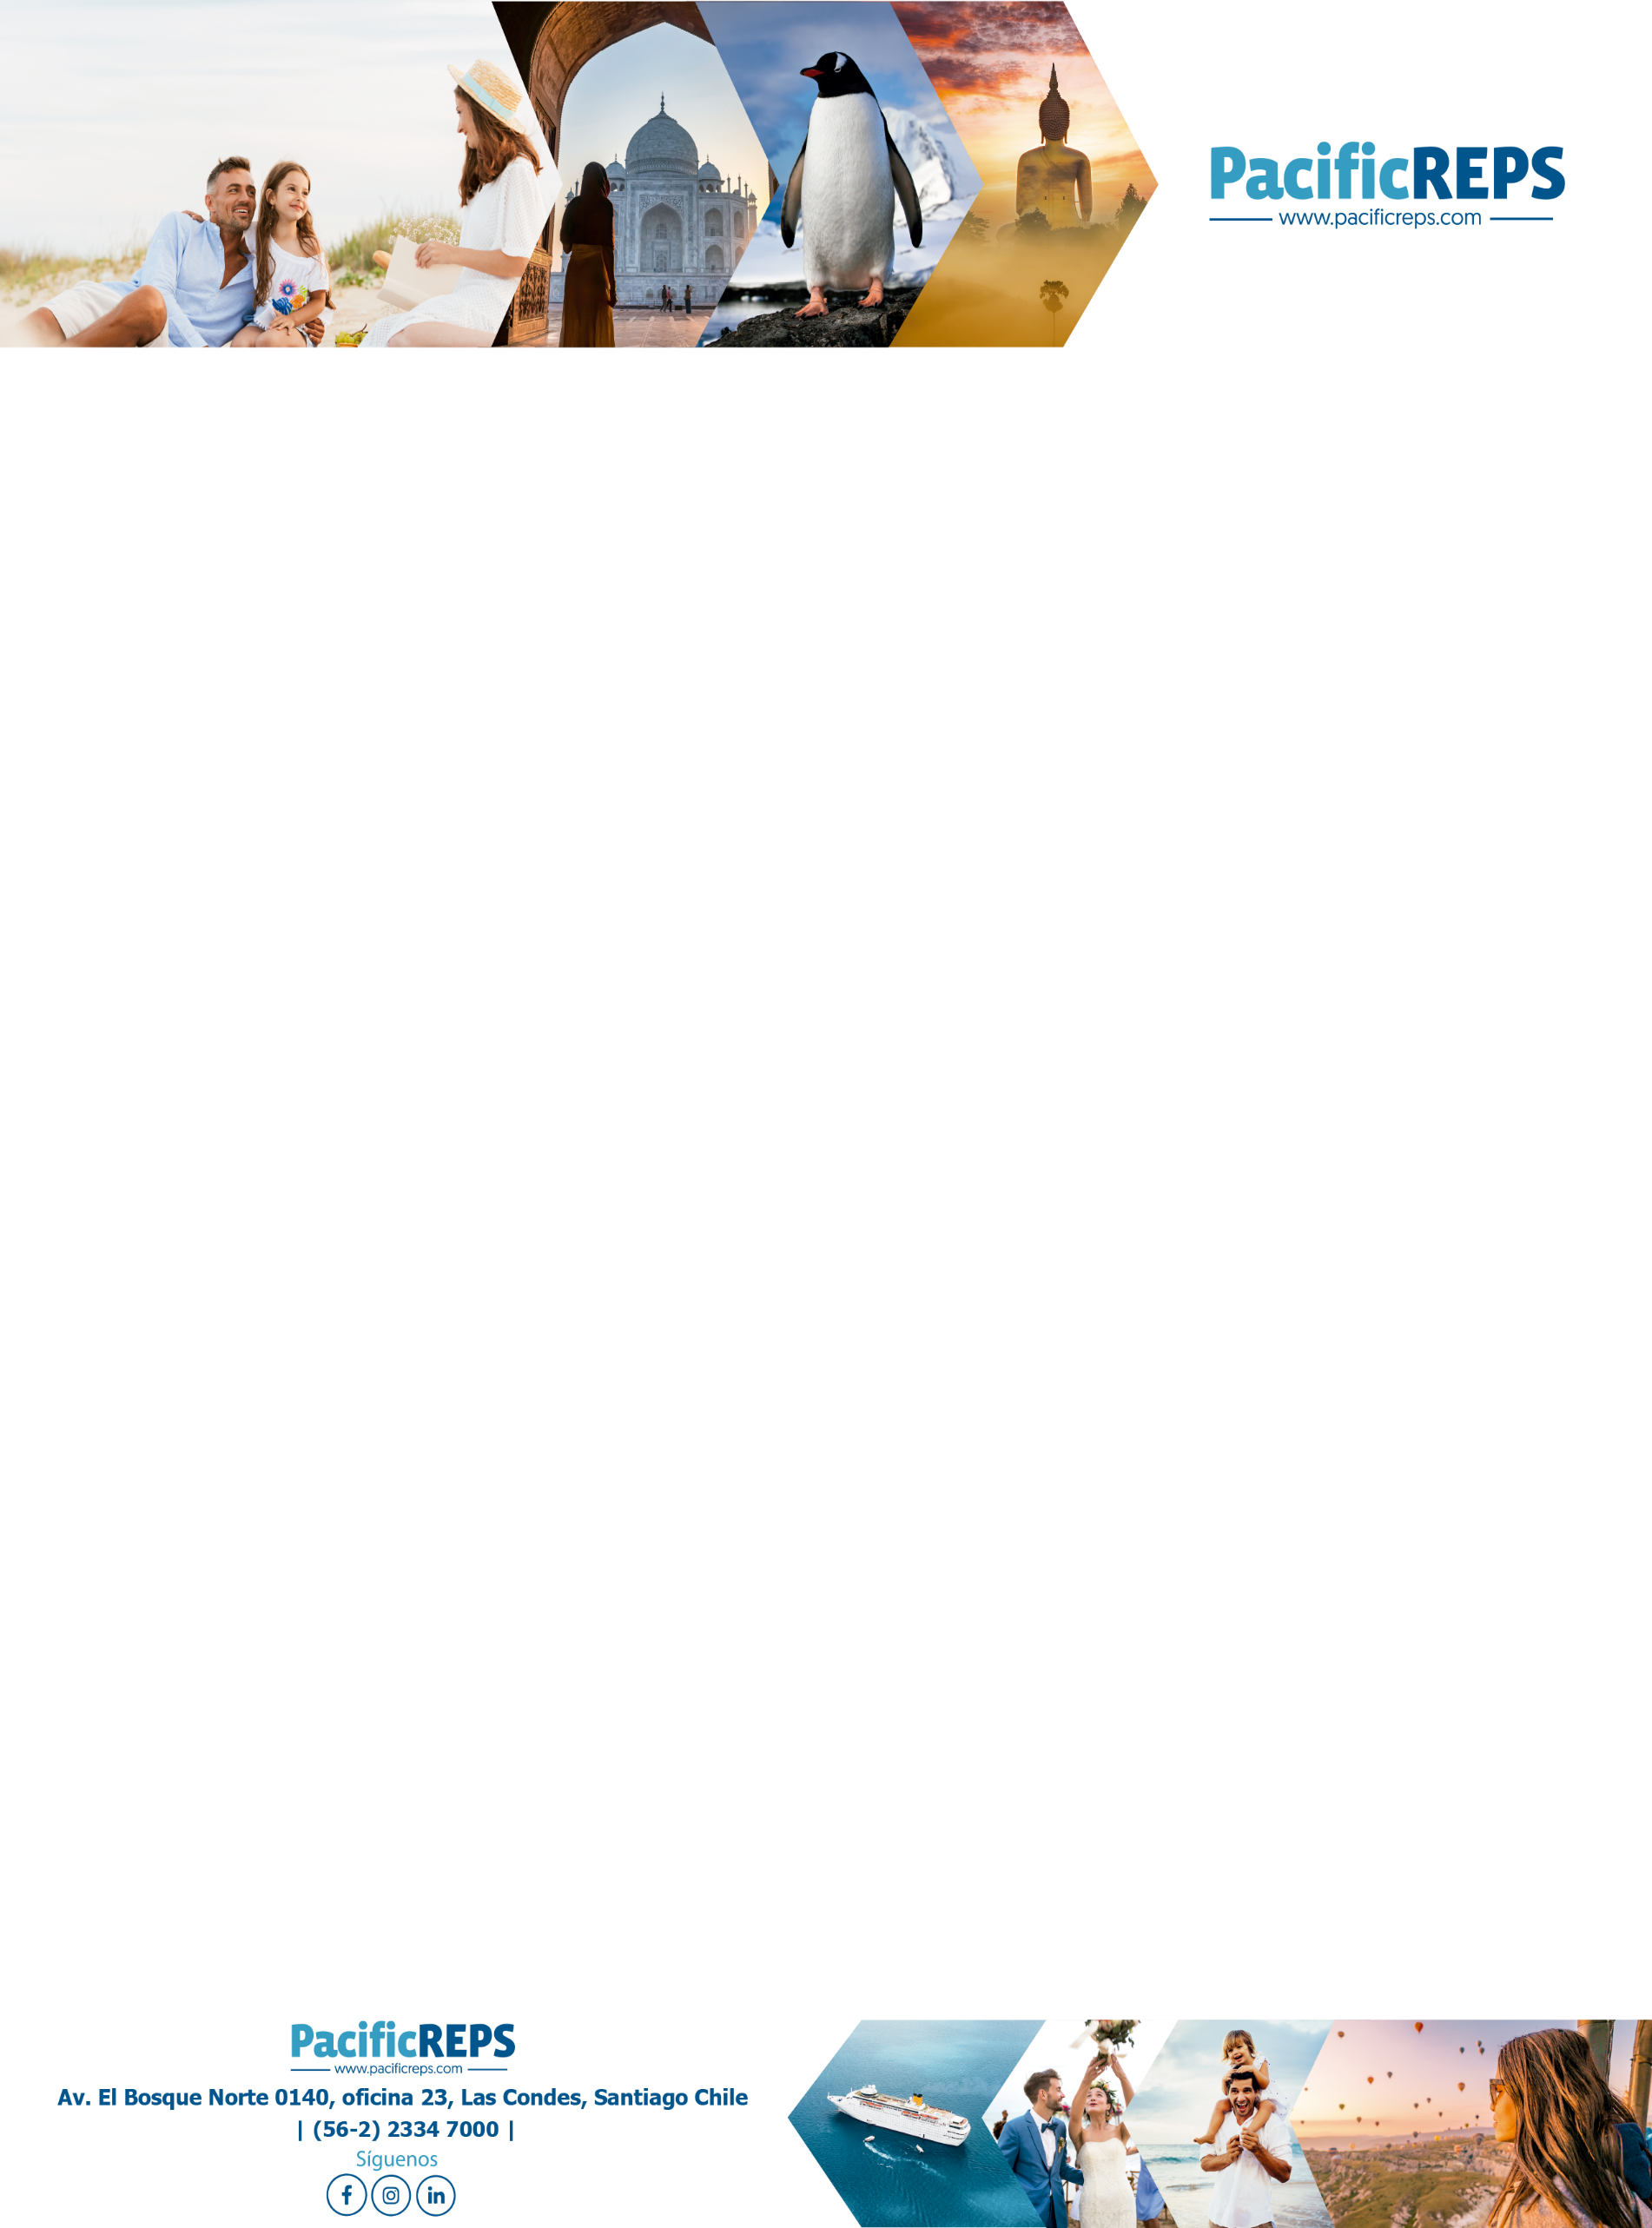 PacificREPS
www.pacificreps.com
PacificREPS
www.pacificreps.com
Av. El Bosque Norte 0140, oficina 23, Las Condes, Santiago Chile
| (56-2) 2334 7000 |
Síguenos
f in